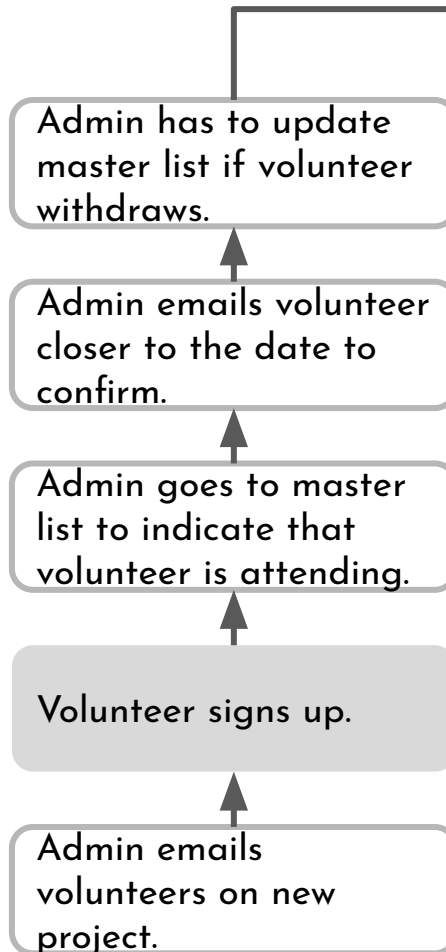 Admin has to update
master list if volunteer
withdraws.
Admin emails volunteer
closer to the date to
confirm.
Admin goes to master
list to indicate that
volunteer is attending.
Volunteer signs up.
Admin emails
volunteers on new
project.